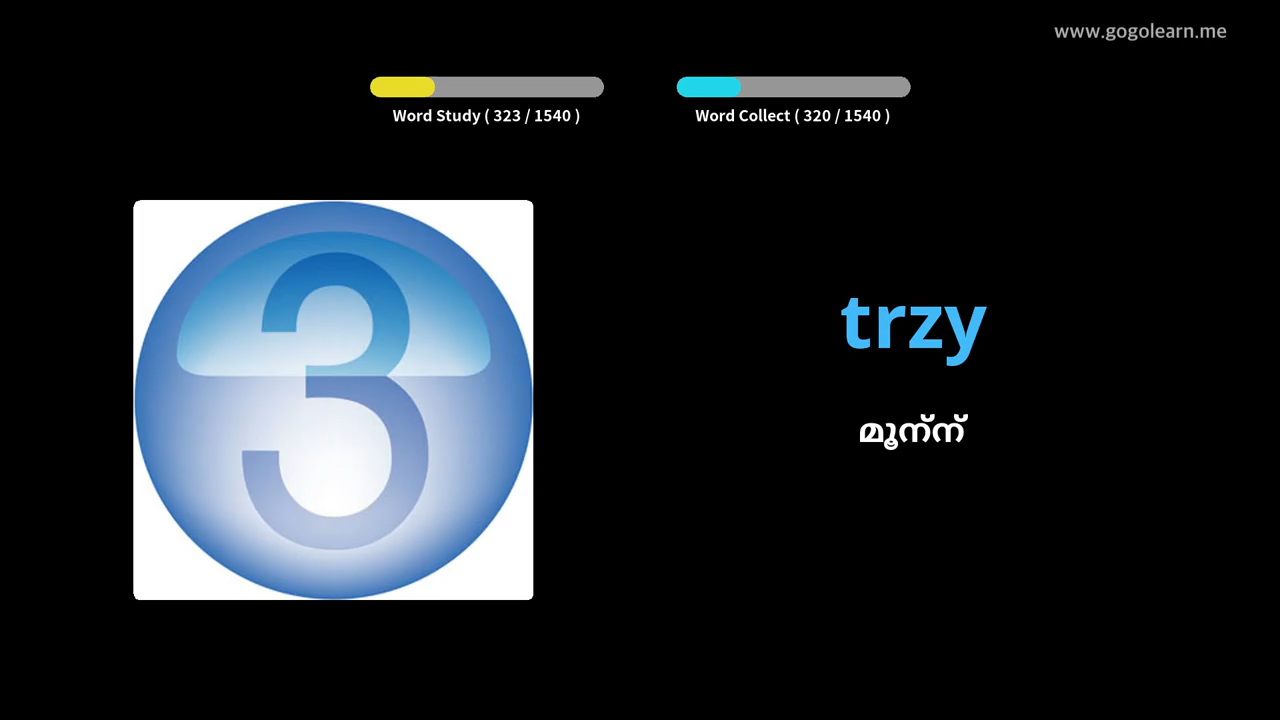 www.gogolearn.me
Word Study ( 323 / 1540 )
Word Collect ( 320 / 1540 )
3
trzy
മൂന്ന്